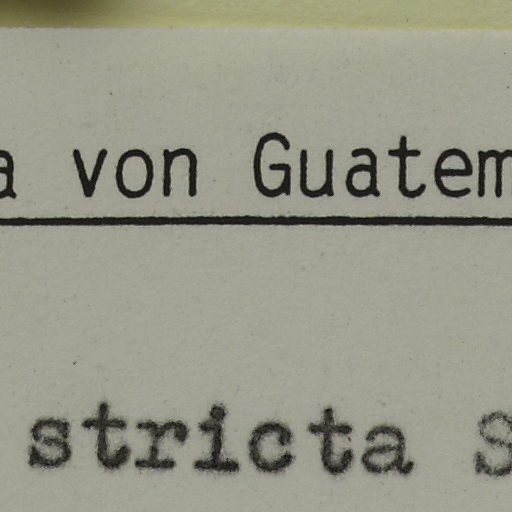 a von Guatem
stricta S